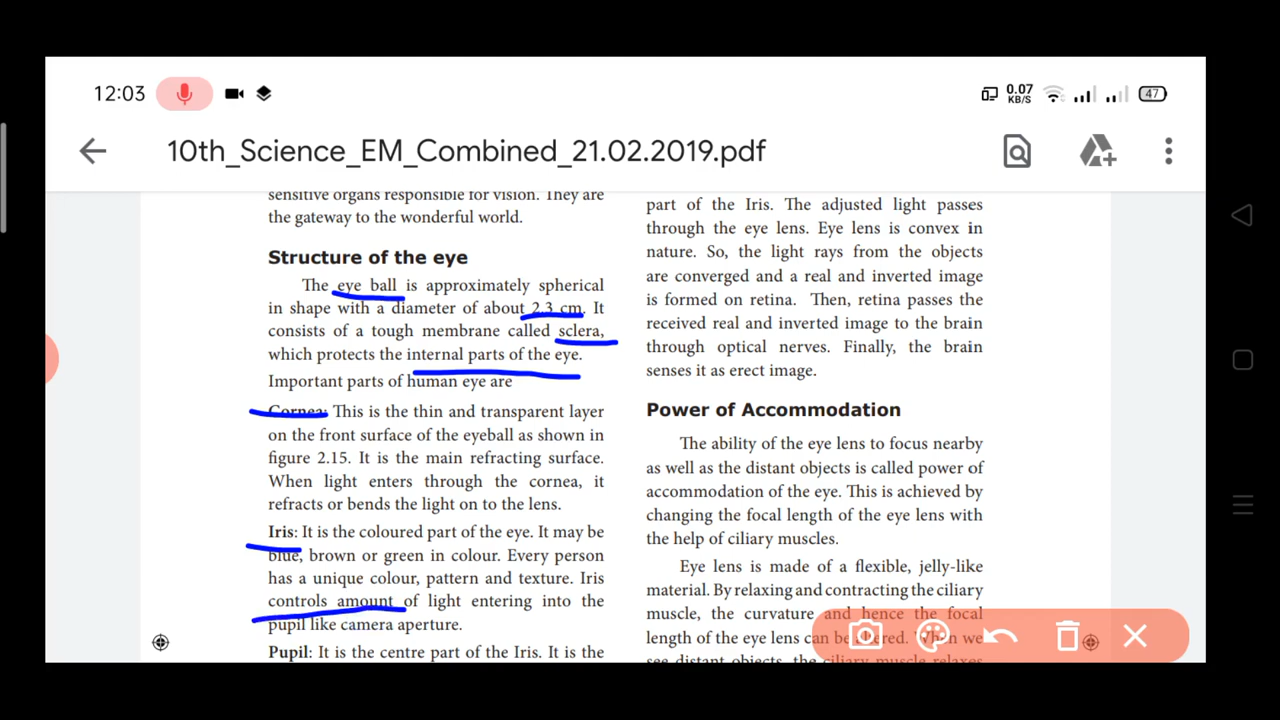 12:03
0.07
KB/S
47
10th_Science_EM_Combined_21.02.2019.pdf
sensitive organs responsible for vision. They are
the gateway to the wonderful world.
Structure of the eye
The eye ball is approximately spherical
in shape with a diameter of about 2.3 cm. It
consists of a tough membrane called sclera,
which protects the internal parts of the eye.
Important parts of human eye are
Cornea: This is the thin and transparent layer
on the front surface of the eyeball as shown in
figure 2.15. It is the main refracting surface.
When light enters through the cornea, it
refracts or bends the light on to the lens.
Iris: It is the coloured part of the eye. It may be
blue, brown or green in colour. Every person
has a unique colour, pattern and texture. Iris
controls amount of light entering into the
pupil like camera aperture.
Pupil: It is the centre part of the Iris. It is the
part of the Iris. The adjusted light passes
through the eye lens. Eye lens is convex in
nature. So, the light rays from the objects
are converged and a real and inverted image
is formed on retina. Then, retina passes the
received real and inverted image to the brain
through optical nerves. Finally, the brain
senses it as erect image.
Power of Accommodation
The ability of the eye lens to focus nearby
as well as the distant objects is called power of
accommodation of the eye. This is achieved by
changing the focal length of the eye lens with
the help of ciliary muscles.
Eye lens is made of a flexible, jelly-like
material. By relaxing and contracting the ciliary
muscle, the curvature and hence the focal
length of the eye lens can be altered. When we
see distant objects, the ciliary muscle relaxes